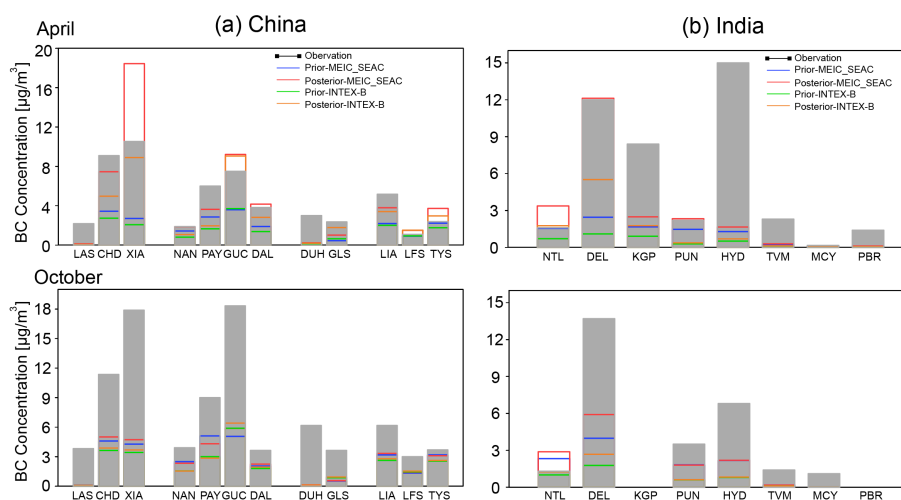 (a) China
(b) India
April
BC Concentration [µg/m³]
20
16
12
8
4
0
Obervation
Prior-MEIC_SEAC
Posterior-MEIC_SEAC
Prior-INTEX-B
Posterior-INTEX-B
LAS CHD XIA NAN PAY GUC DAL DUH GLS LIA LFS TYS
15
12
9
6
3
0
Obervation
Prior-MEIC_SEAC
Posterior-MEIC_SEAC
Prior-INTEX-B
Posterior-INTEX-B
NTL DEL KGP PUN HYD TVM MCY PBR
October
BC Concentration [µg/m³]
18
15
12
9
6
3
0
LAS CHD XIA NAN PAY GUC DAL DUH GLS LIA LFS TYS
15
12
9
6
3
0
NTL DEL KGP PUN HYD TVM MCY PBR